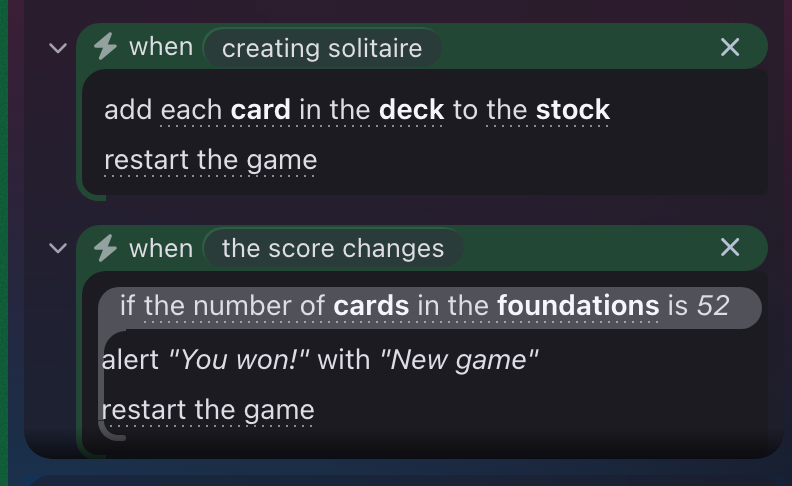 when creating solitaire
add each card in the deck to the stock
restart the game
when the score changes
if the number of cards in the foundations is 52
alert "You won!" with "New game"
restart the game